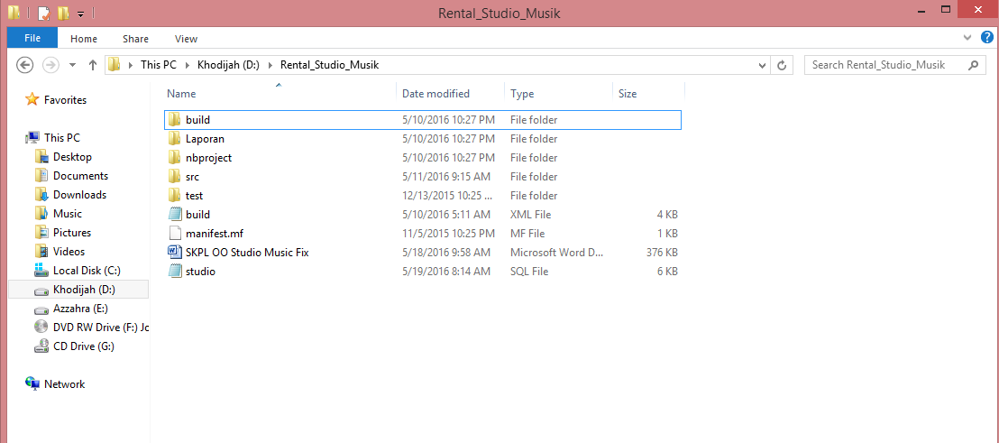 Rental_Studio_Musik
File Home Share View
This PC Khodijah (D:) Rental_Studio_Musik Search Rental_Studio_Musik
Favorites
This PC
Desktop
Documents
Downloads
Music
Pictures
Videos
Local Disk (C:)
Khodijah (D:)
Azzahra (E:)
DVD RW Drive (F:) Jo
CD Drive (G:)
Network
Name Date modified Type Size
build 5/10/2016 10:27 PM File folder
Laporan 5/10/2016 10:27 PM File folder
nbproject 5/10/2016 10:27 PM File folder
src 5/11/2016 9:15 AM File folder
test 12/13/2015 10:25 ... File folder
build 5/10/2016 5:11 AM XML File 4 KB
manifest.mf 11/5/2015 10:25 PM MF File 1 KB
SKPL OO Studio Music Fix 5/18/2016 9:58 AM Microsoft Word D... 376 KB
studio 5/19/2016 8:14 AM SQL File 6 KB